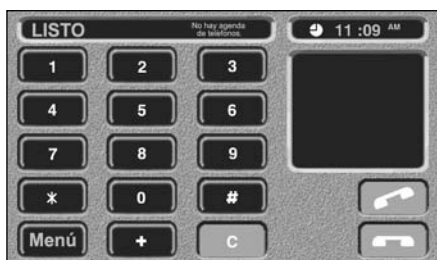 LISTO
No hay agenda
de telefonos.
11 :09 AM
1 2 3
4 5 6
7 8 9
* 0 #
Menú + C